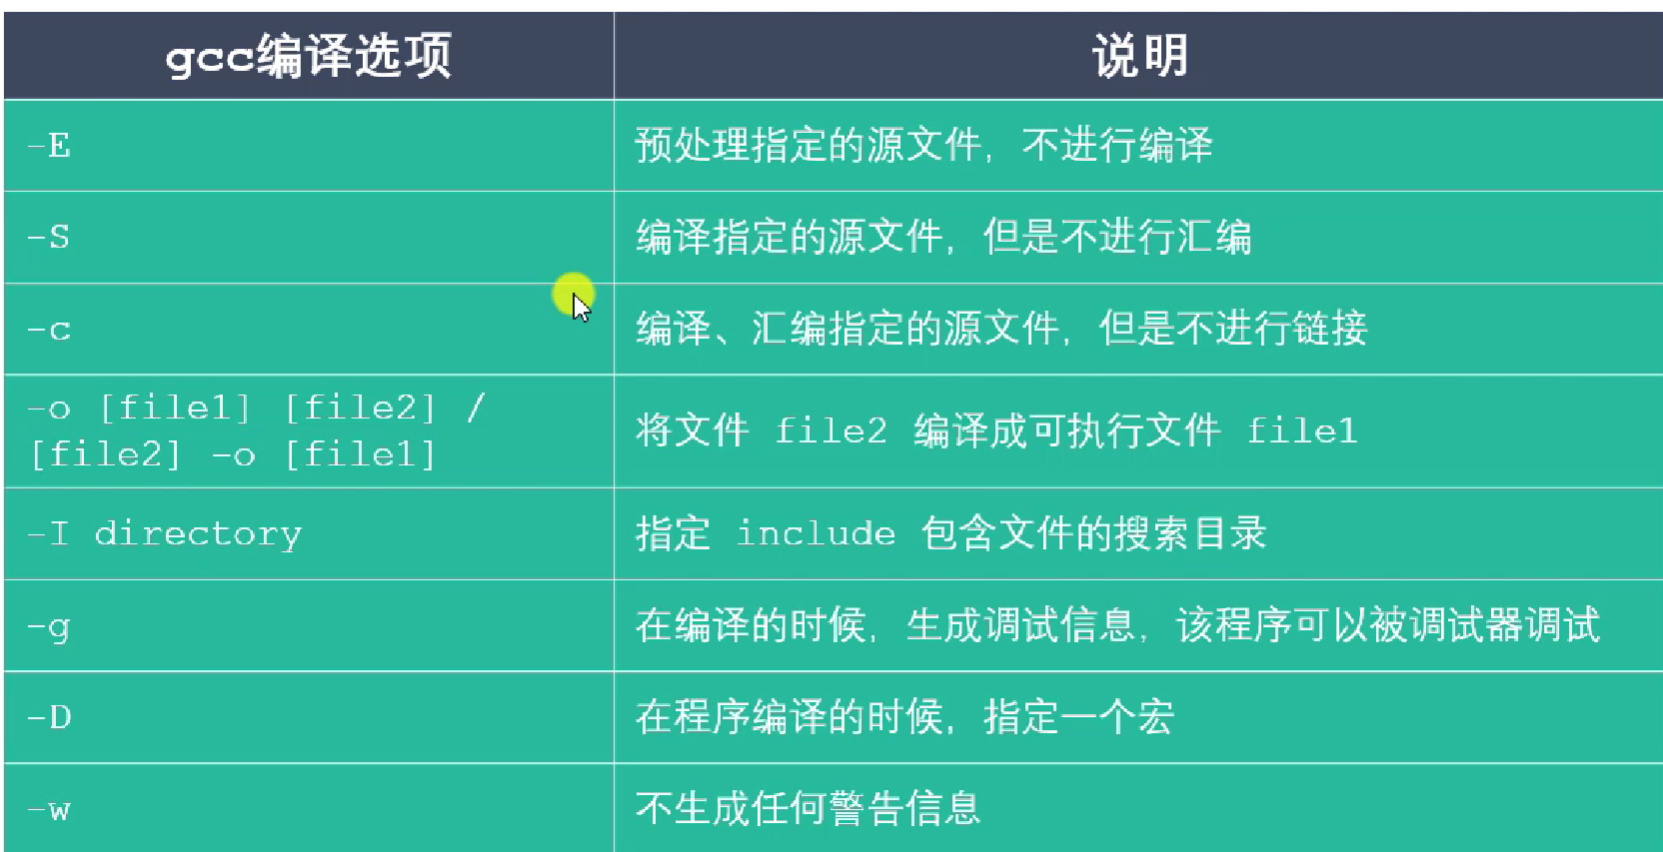 gcc编译选项 说明
-E 预处理指定的源文件，不进行编译
-S 编译指定的源文件，但是不进行汇编
-c 编译、汇编指定的源文件，但是不进行链接
-o [file1] [file2] /
[file2] -o [file1]
将文件 file2 编译成可执行文件 file1
-I directory 指定 include 包含文件的搜索目录
-g 在编译的时候，生成调试信息，该程序可以被调试器调试
-D 在程序编译的时候，指定一个宏
-w 不生成任何警告信息